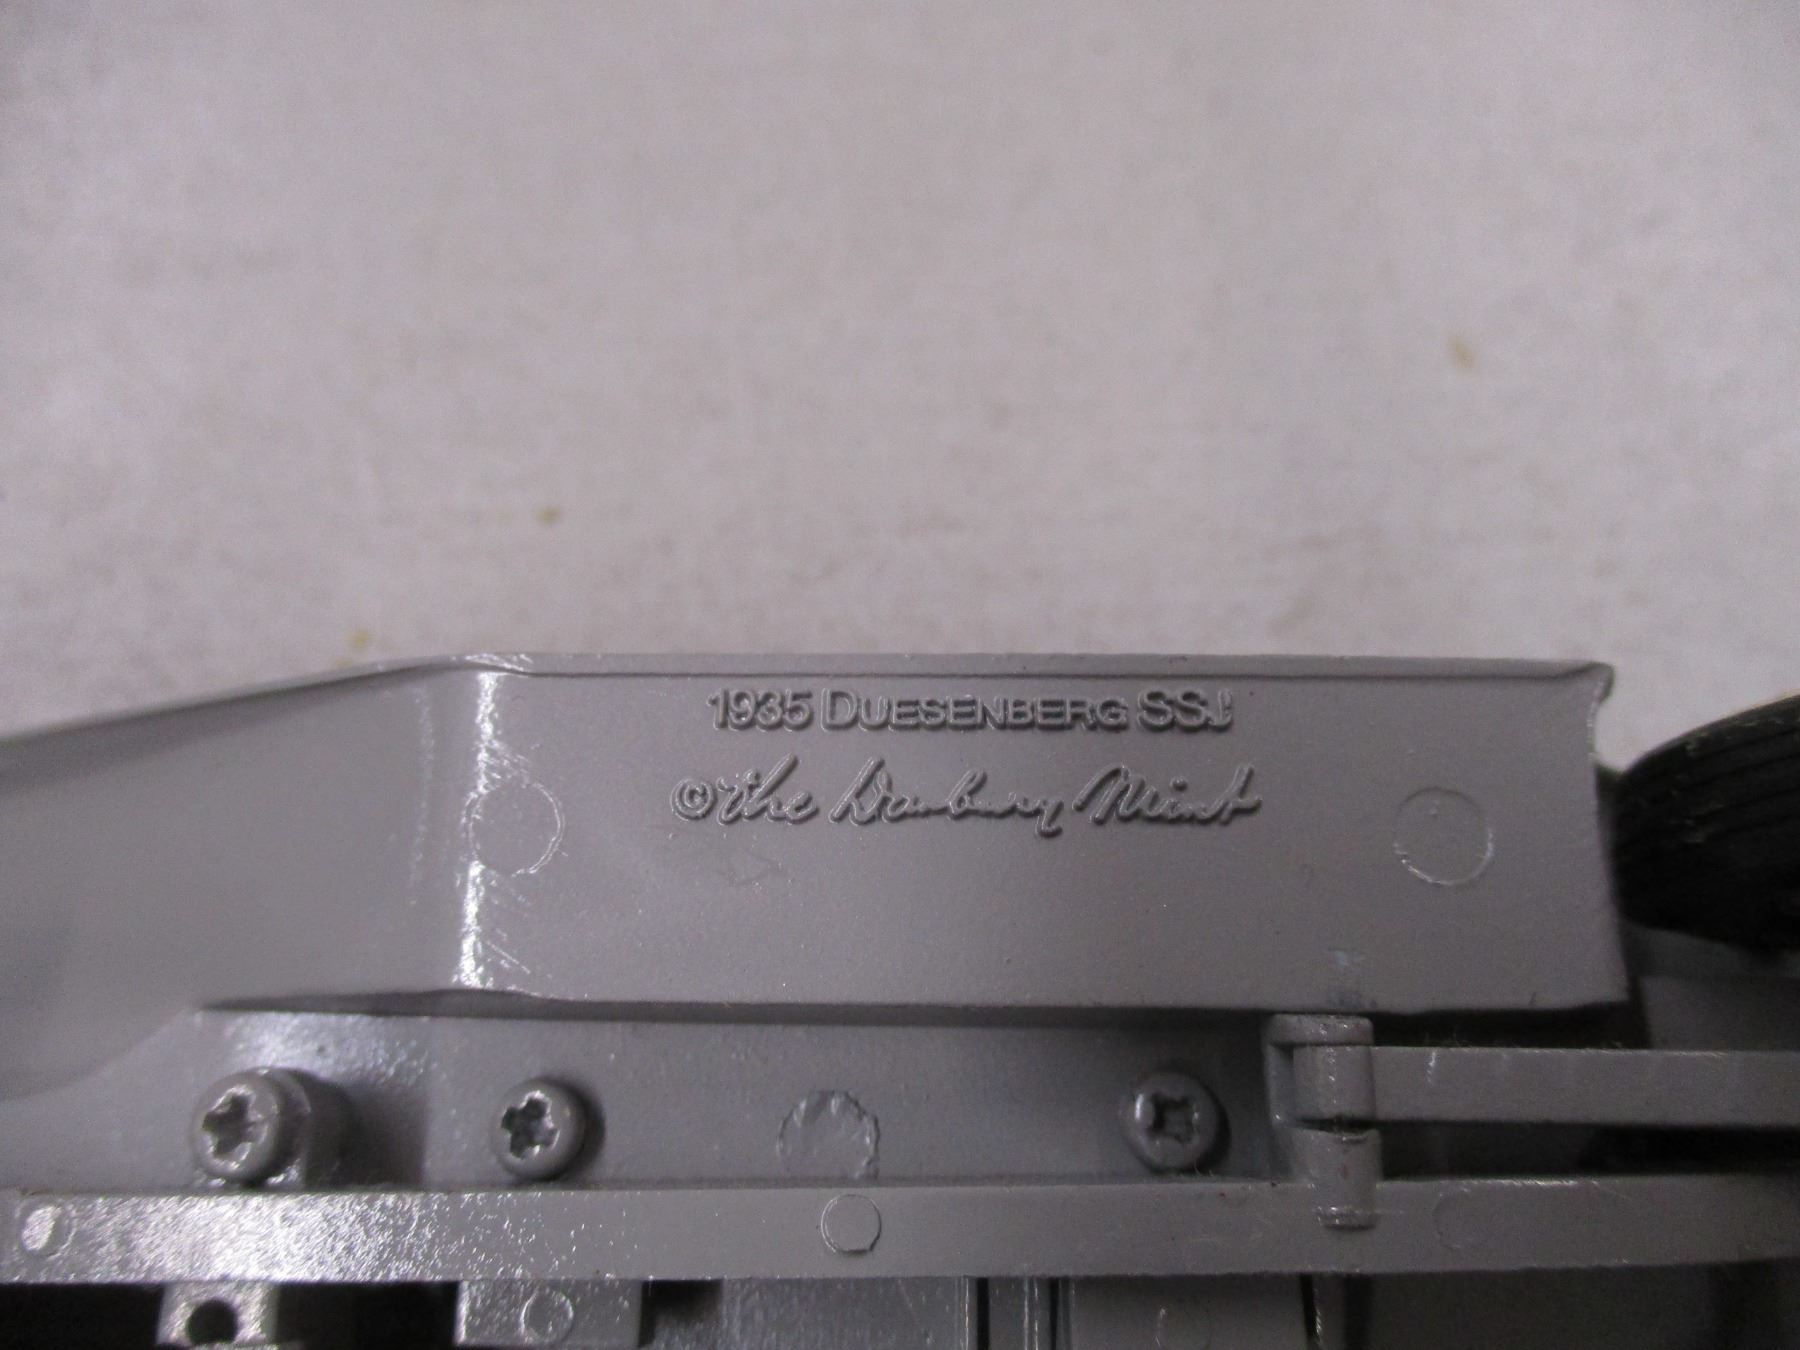 1935 DUESENBERG SSJ
© The Danbury Mint